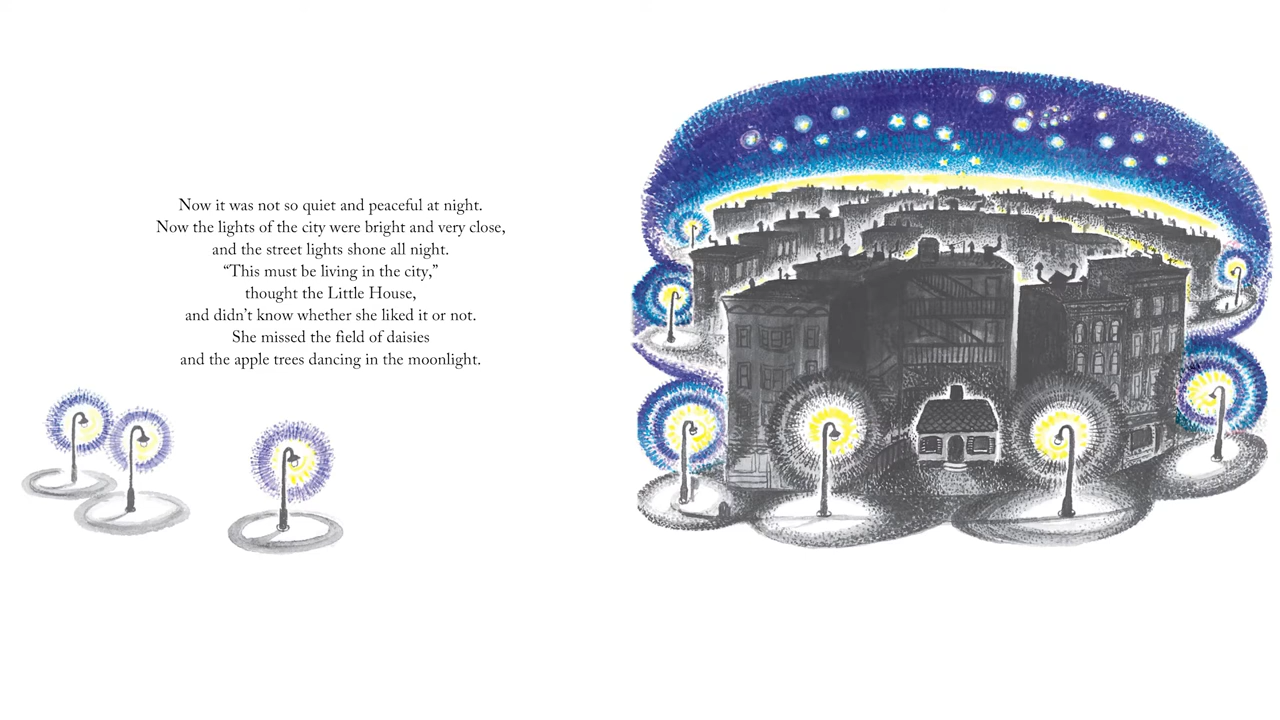 Now it was not so quiet and peaceful at night.
Now the lights of the city were bright and very close,
and the street lights shone all night.
“This must be living in the city,”
thought the Little House,
and didn’t know whether she liked it or not.
She missed the field of daisies
and the apple trees dancing in the moonlight.